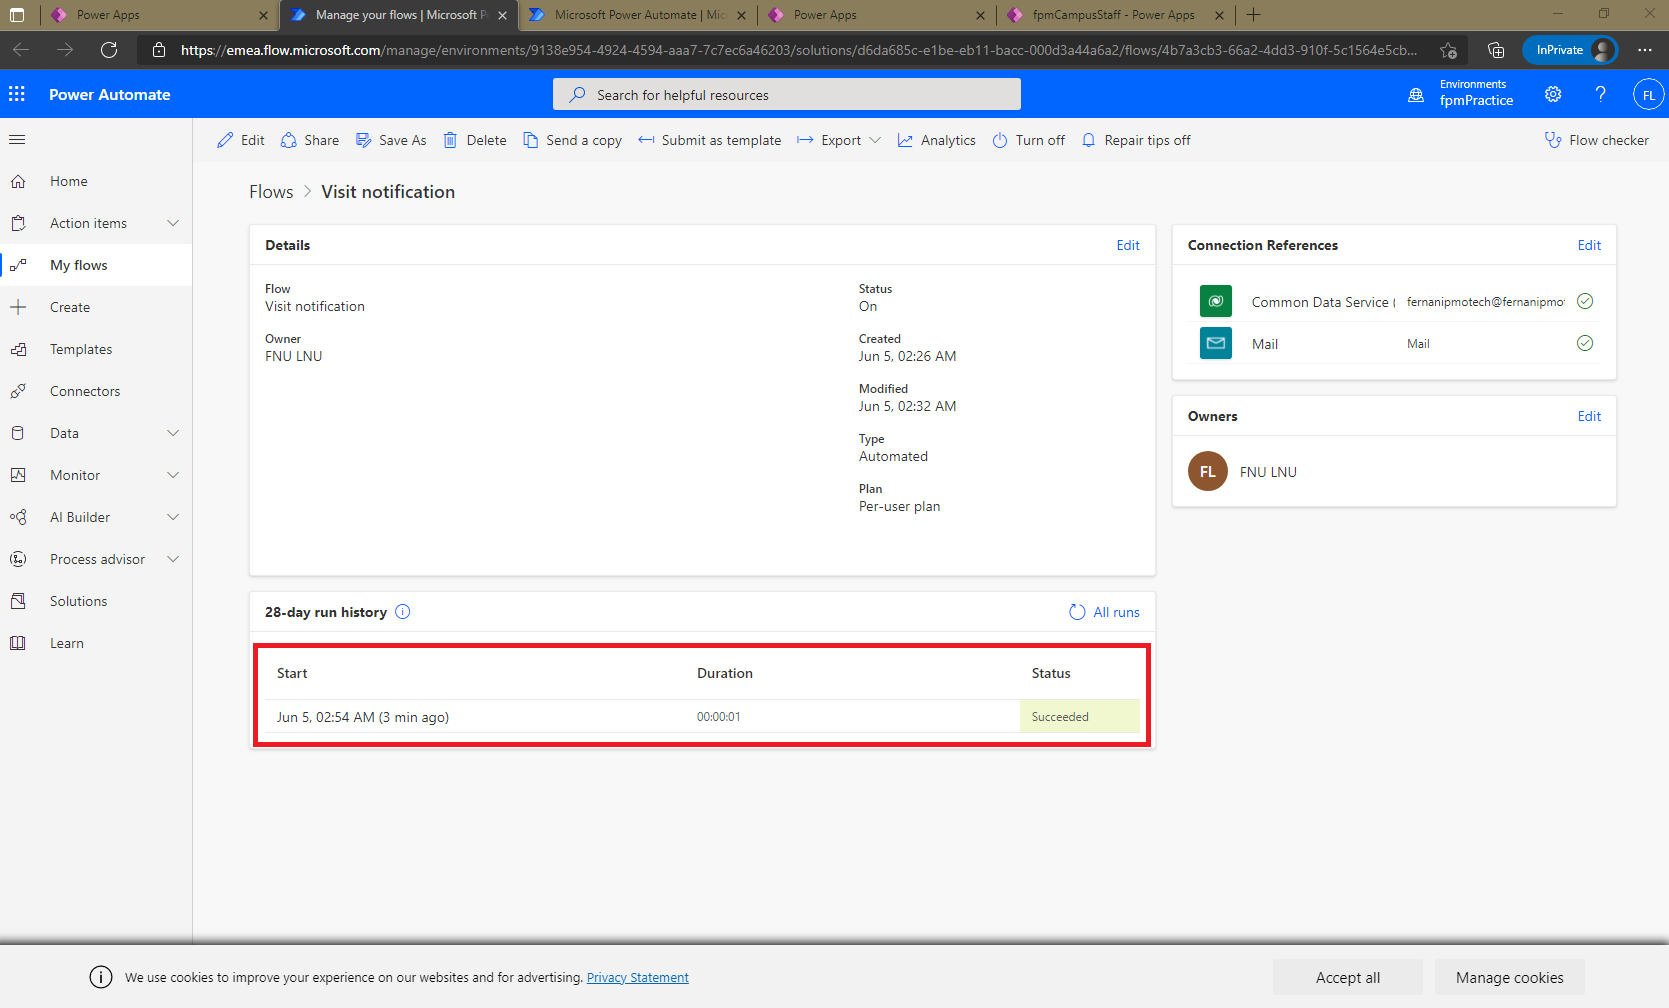 Power Apps
Manage your flows | Microsoft P
Microsoft Power Automate | Mic
Power Apps
fpmCampusStaff - Power Apps
https://emea.flow.microsoft.com/manage/environments/9138e954-4924-4594-aaa7-7c7ec6a46203/solutions/d6da685c-e1be-eb11-bacc-000d3a44a6a2/flows/4b7a3cb3-66a2-4dd3-910f-5c1564e5cb...
InPrivate
Power Automate
Search for helpful resources
Environments
fpmPractice
FL
Edit
Share
Save As
Delete
Send a copy
Submit as template
Export
Analytics
Turn off
Repair tips off
Flow checker
Home
Action items
My flows
Create
Templates
Connectors
Data
Monitor
AI Builder
Process advisor
Solutions
Learn
Flows > Visit notification
Details
Edit
Flow
Visit notification
Owner
FNU LNU
Status
On
Created
Jun 5, 02:26 AM
Modified
Jun 5, 02:32 AM
Type
Automated
Plan
Per-user plan
Connection References
Edit
Common Data Service ( fernanipmotech@fernanipmo
Mail Mail
Owners
Edit
FL FNU LNU
28-day run history
All runs
Start Duration Status
Jun 5, 02:54 AM (3 min ago) 00:00:01 Succeeded
We use cookies to improve your experience on our websites and for advertising. Privacy Statement
Accept all
Manage cookies